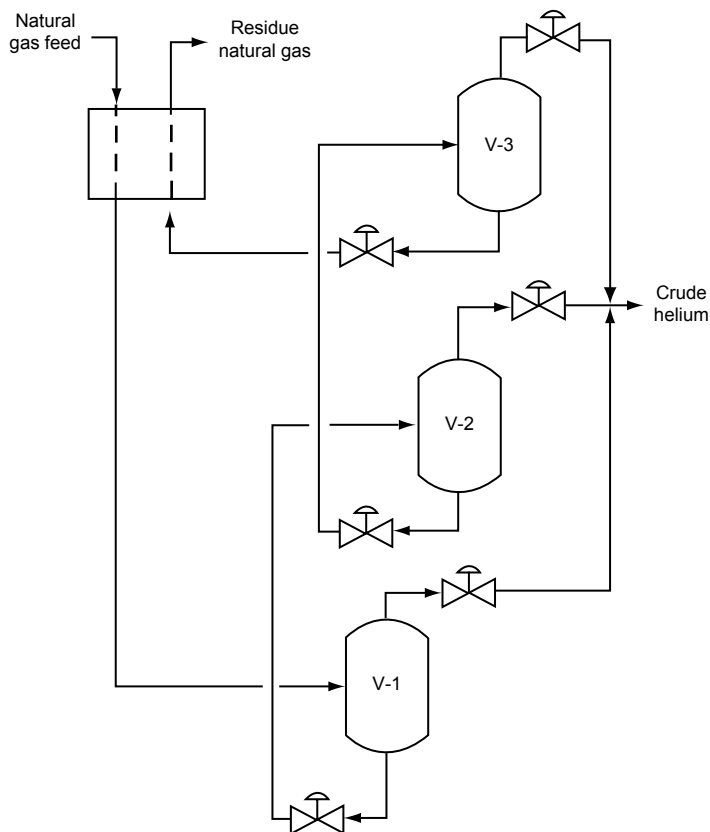 Natural
gas feed
Residue
natural gas
V-3
Crude
helium
V-2
V-1